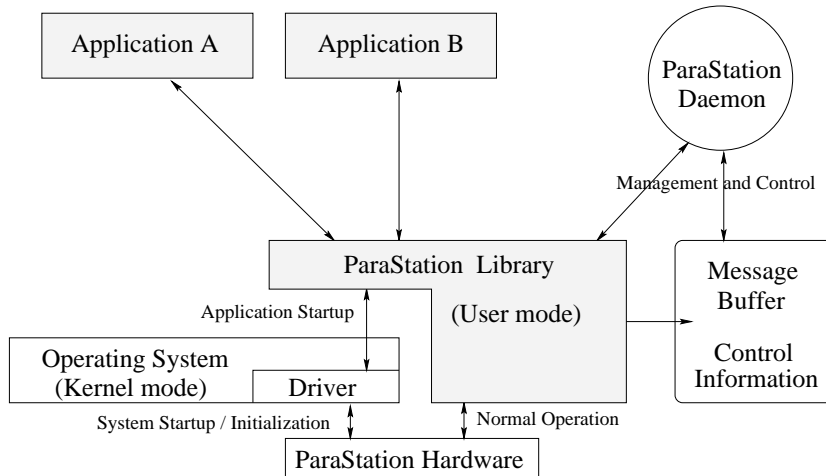 Application A
Application B
ParaStation
Daemon
Management and Control
ParaStation Library
(User mode)
Message
Buffer
Control
Information
Application Startup
Operating System
(Kernel mode)
Driver
System Startup / Initialization
Normal Operation
ParaStation Hardware